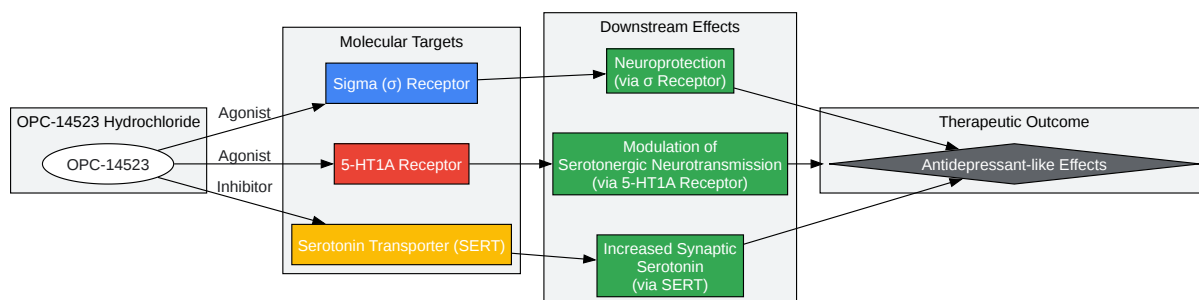 OPC-14523 Hydrochloride
OPC-14523
Agonist
Agonist
Inhibitor
Molecular Targets
Sigma (σ) Receptor
5-HT1A Receptor
Serotonin Transporter (SERT)
Downstream Effects
Neuroprotection
(via σ Receptor)
Modulation of
Serotonergic Neurotransmission
(via 5-HT1A Receptor)
Increased Synaptic
Serotonin
(via SERT)
Therapeutic Outcome
Antidepressant-like Effects